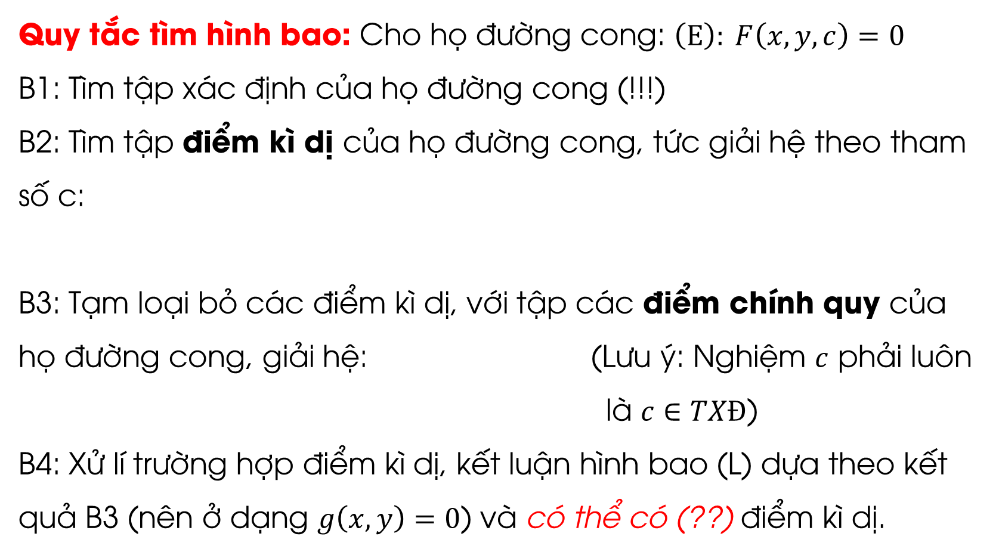 Quy tắc tìm hình bao: Cho họ đường cong: (E): F(x, y, c) = 0
B1: Tìm tập xác định của họ đường cong (!!!)
B2: Tìm tập điểm kì dị của họ đường cong, tức giải hệ theo tham
số c:
B3: Tạm loại bỏ các điểm kì dị, với tập các điểm chính quy của
họ đường cong, giải hệ: (Lưu ý: Nghiệm c phải luôn
là c ∈ TXĐ)
B4: Xử lí trường hợp điểm kì dị, kết luận hình bao (L) dựa theo kết
quả B3 (nên ở dạng g(x, y) = 0) và có thể có (??) điểm kì dị.